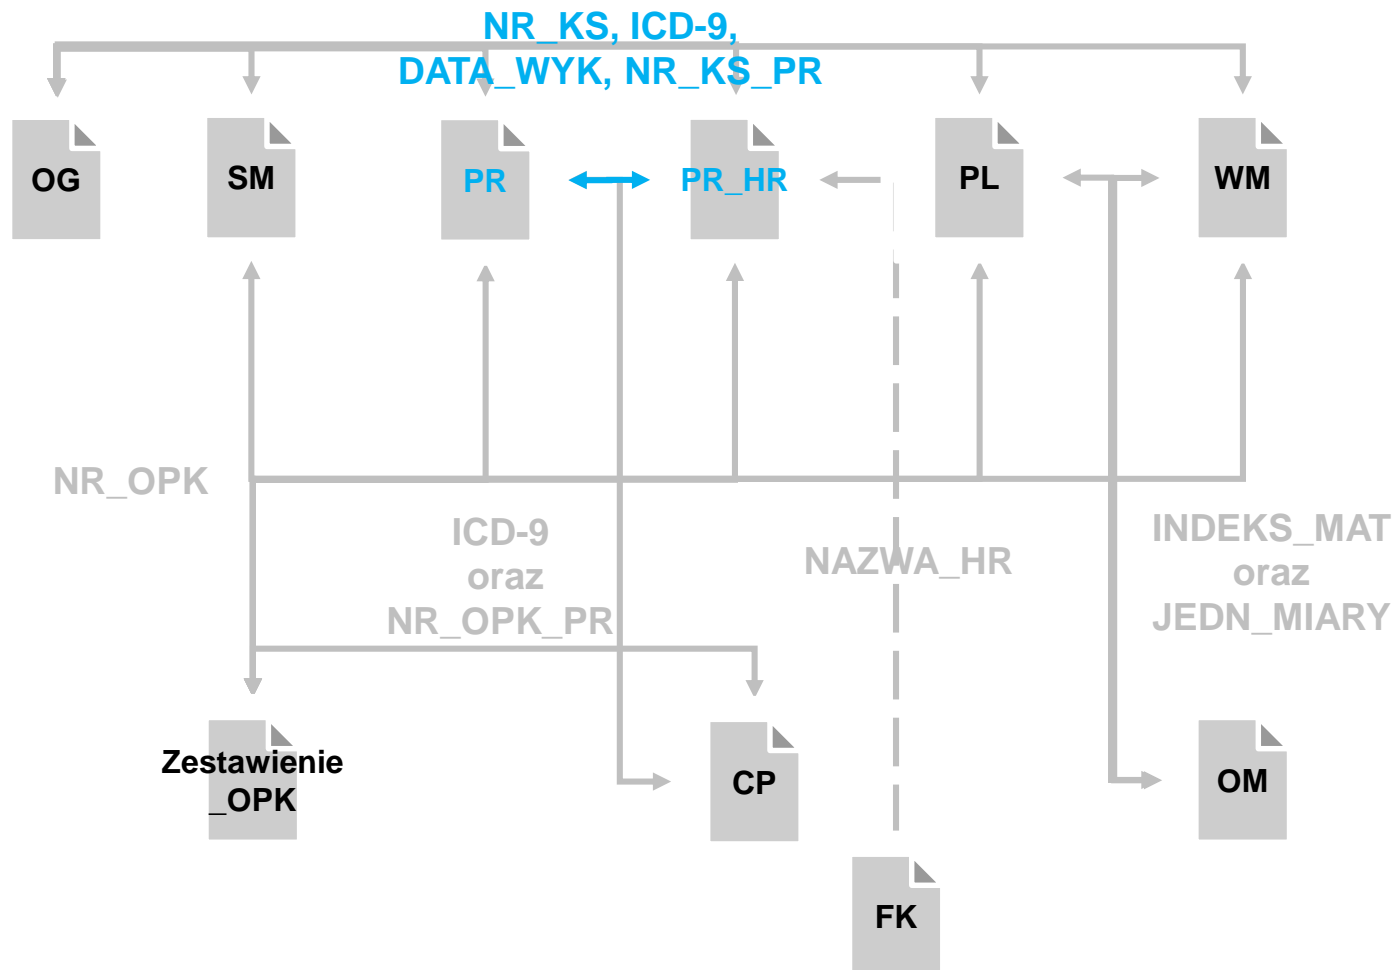 NR_KS, ICD-9,
DATA_WYK, NR_KS_PR
OG
SM
PR
PR_HR
PL
WM
NR_OPK
ICD-9
oraz
NR_OPK_PR
NAZWA_HR
INDEKS_MAT
oraz
JEDN_MIARY
Zestawienie
_OPK
CP
OM
FK